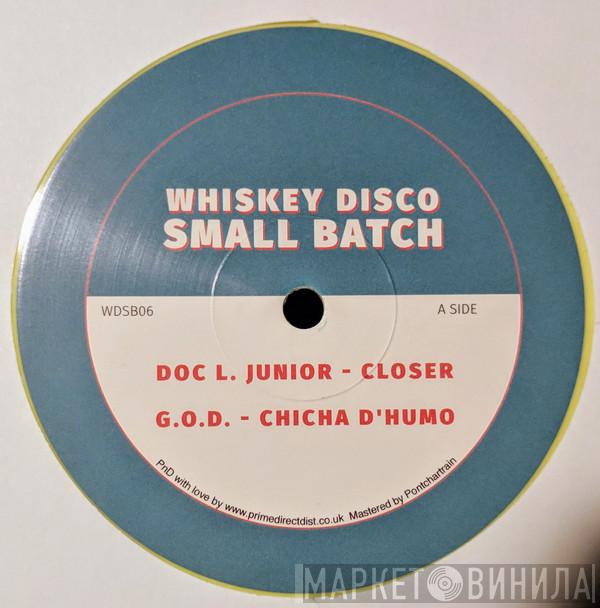 WHISKEY DISCO
SMALL BATCH
WDSB06
A SIDE
DOC L. JUNIOR - CLOSER
G.O.D. - CHICHA D'HUMO
PnD with love by www.primedirectdist.co.uk Mastered by Pontchartrain
МАРКЕТ ВИНИЛА